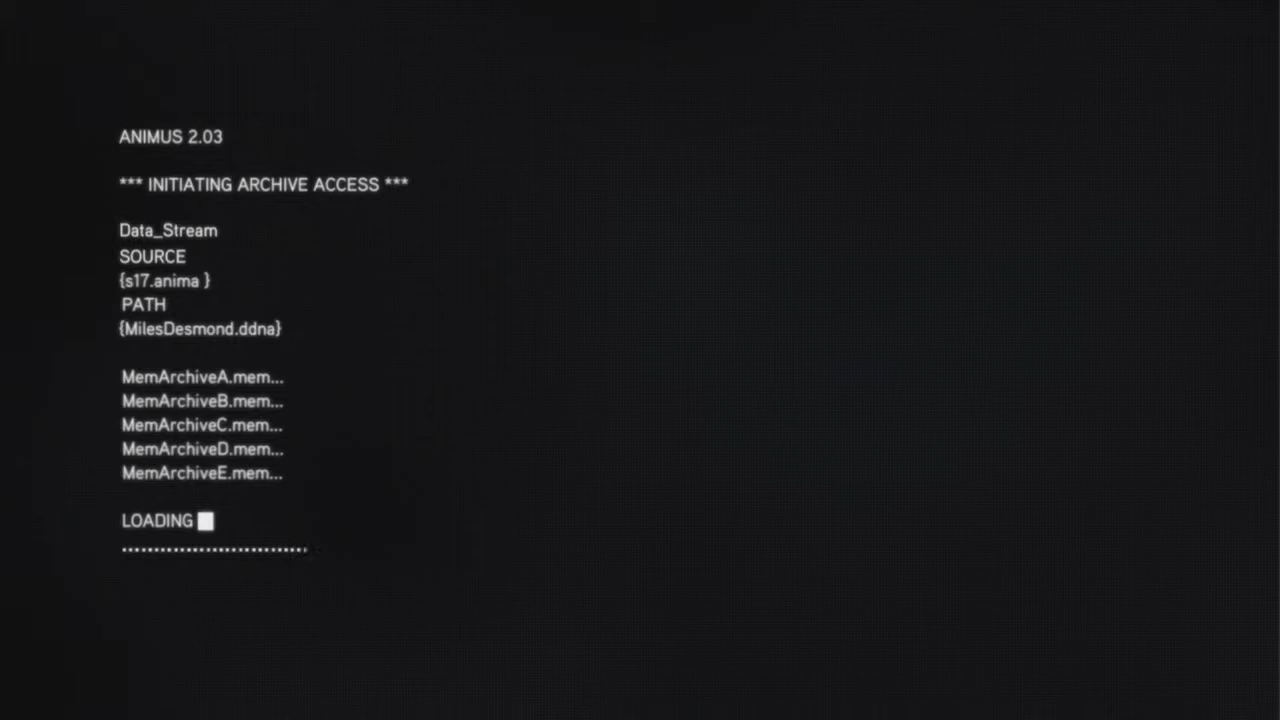 ANIMUS 2.03
*** INITIATING ARCHIVE ACCESS ***
Data_Stream
SOURCE
{s17.anima }
PATH
{MilesDesmond.ddna}
MemArchiveA.mem...
MemArchiveB.mem...
MemArchiveC.mem...
MemArchiveD.mem...
MemArchiveE.mem...
LOADING